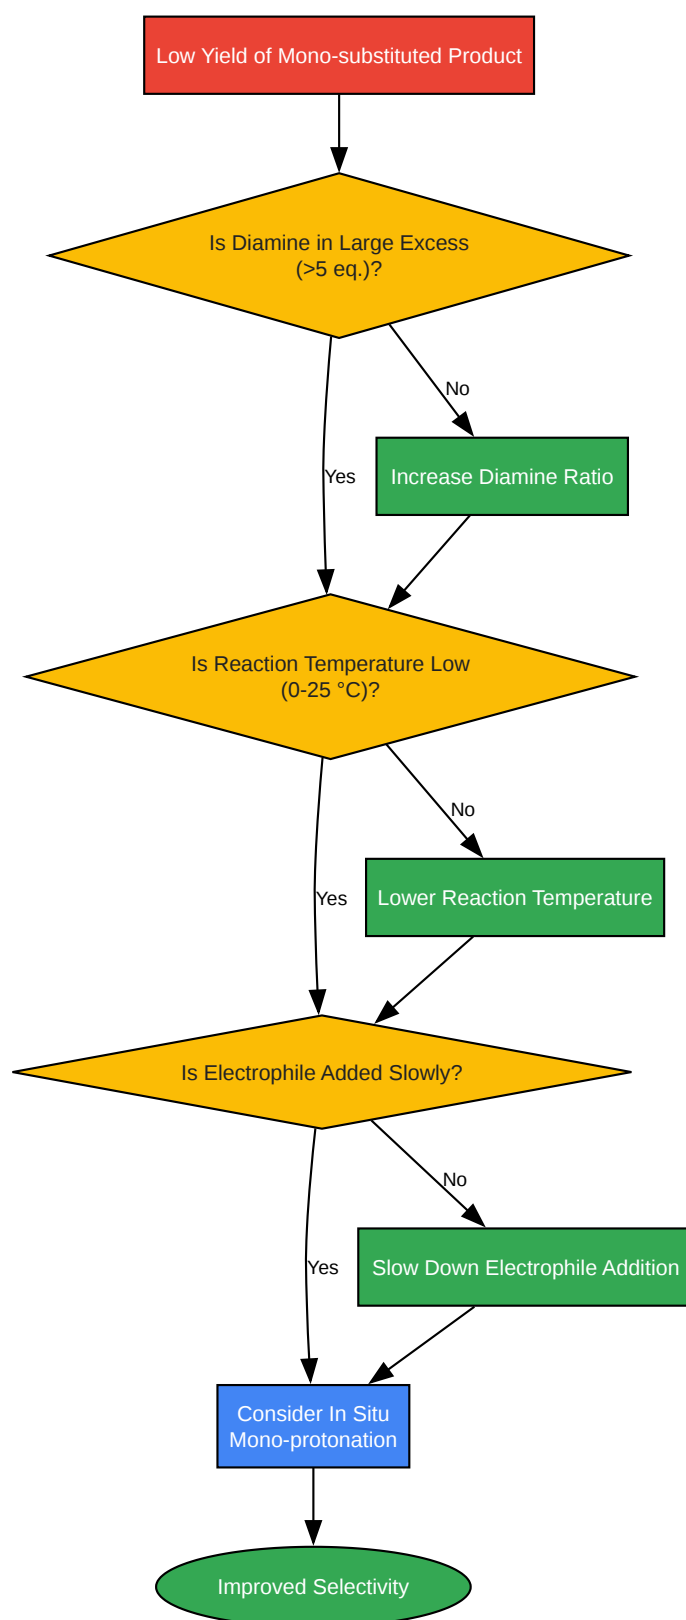 Low Yield of Mono-substituted Product
Is Diamine in Large Excess
(>5 eq.)?
No
Yes
Increase Diamine Ratio
Is Reaction Temperature Low
(0-25 °C)?
No
Yes
Lower Reaction Temperature
Is Electrophile Added Slowly?
No
Yes
Slow Down Electrophile Addition
Consider In Situ
Mono-protonation
Improved Selectivity